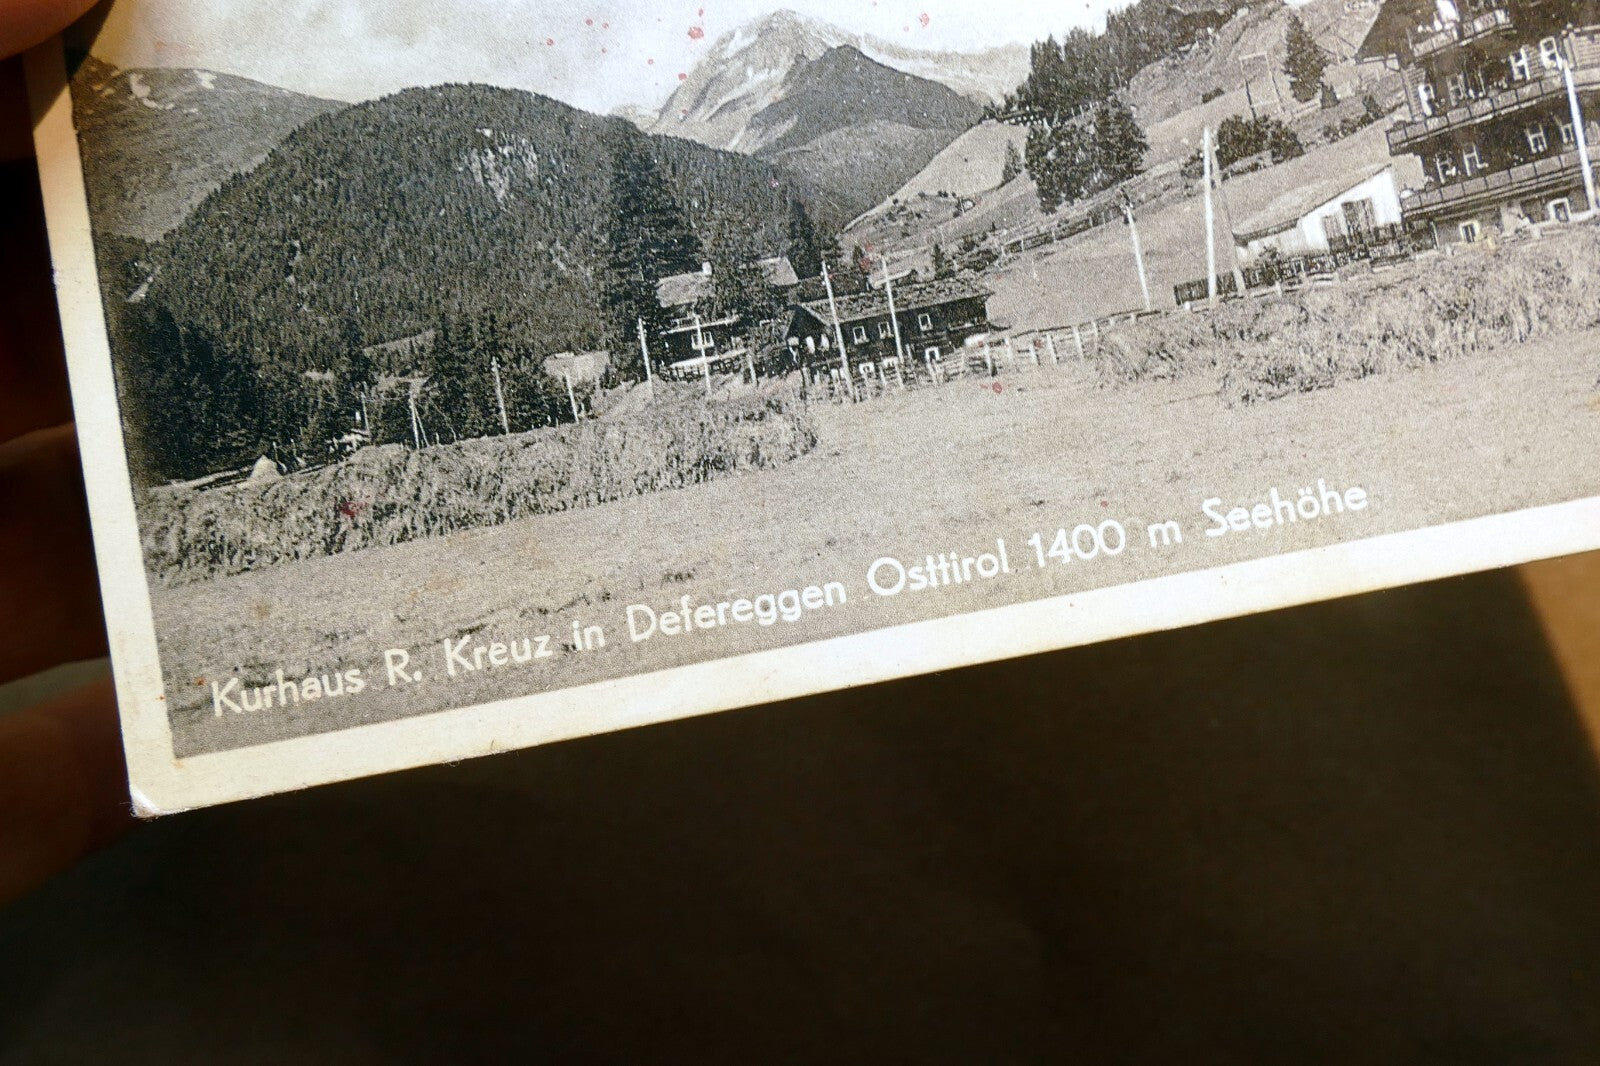 Kurhaus R. Kreuz in Defereggen Osttirol 1400 m Seehöhe